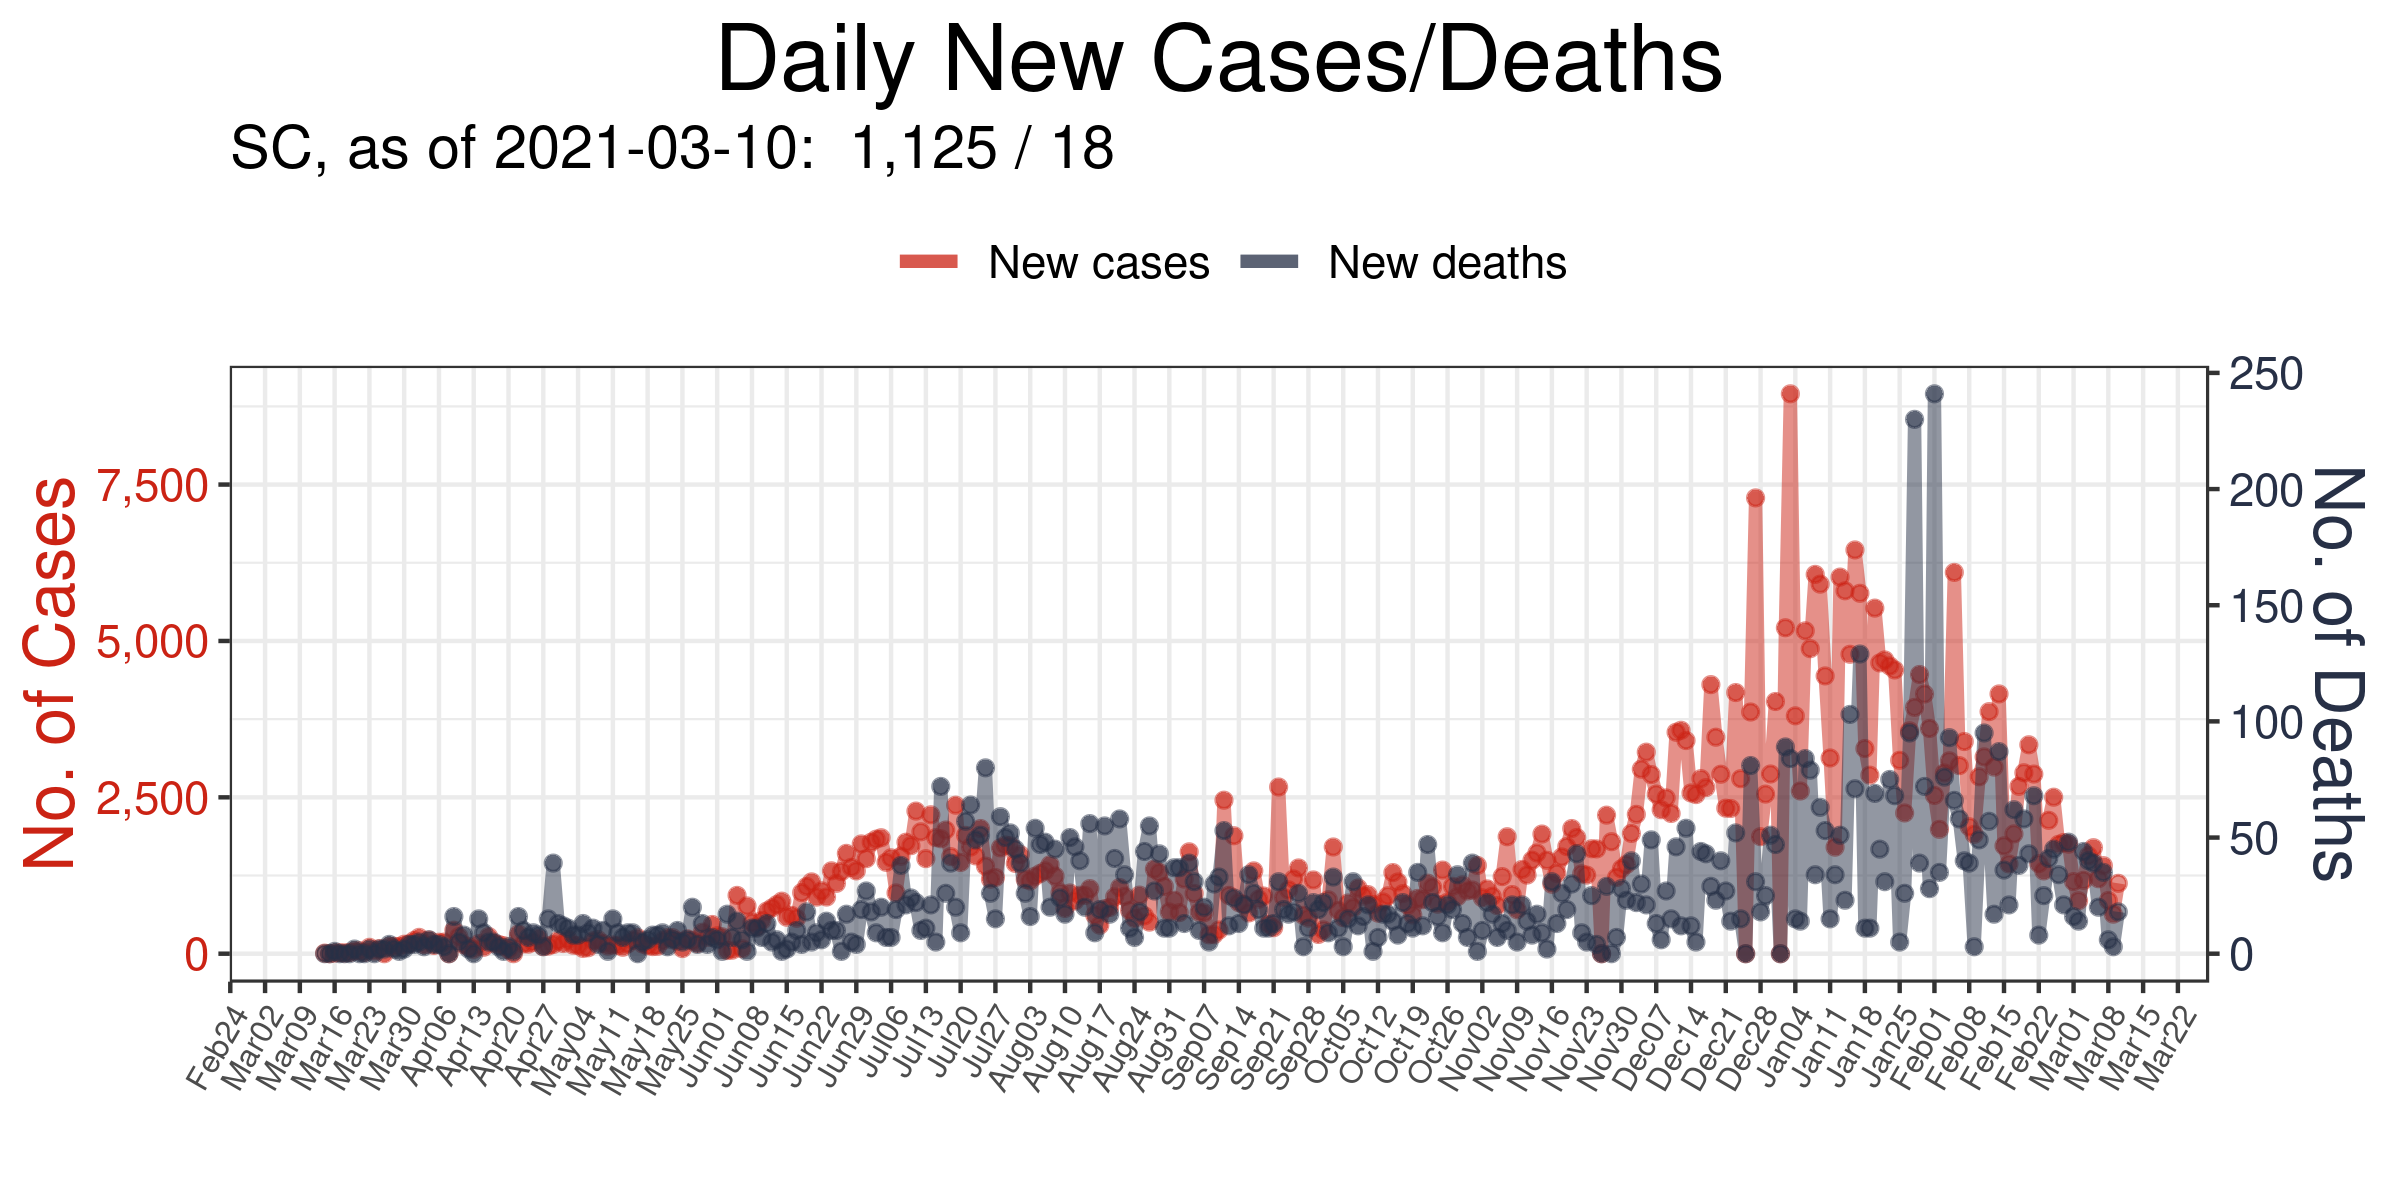 Daily New Cases/Deaths
SC, as of 2021-03-10:  1,125 / 18
New cases
New deaths
No. of Cases
7,500
5,000
2,500
0
250
200
150
100
50
0
No. of Deaths
Feb24
Mar02
Mar09
Mar16
Mar23
Mar30
Apr06
Apr13
Apr20
Apr27
May04
May11
May18
May25
Jun01
Jun08
Jun15
Jun22
Jun29
Jul06
Jul13
Jul20
Jul27
Aug03
Aug10
Aug17
Aug24
Aug31
Sep07
Sep14
Sep21
Sep28
Oct05
Oct12
Oct19
Oct26
Nov02
Nov09
Nov16
Nov23
Nov30
Dec07
Dec14
Dec21
Dec28
Jan04
Jan11
Jan18
Jan25
Feb01
Feb08
Feb15
Feb22
Mar01
Mar08
Mar15
Mar22